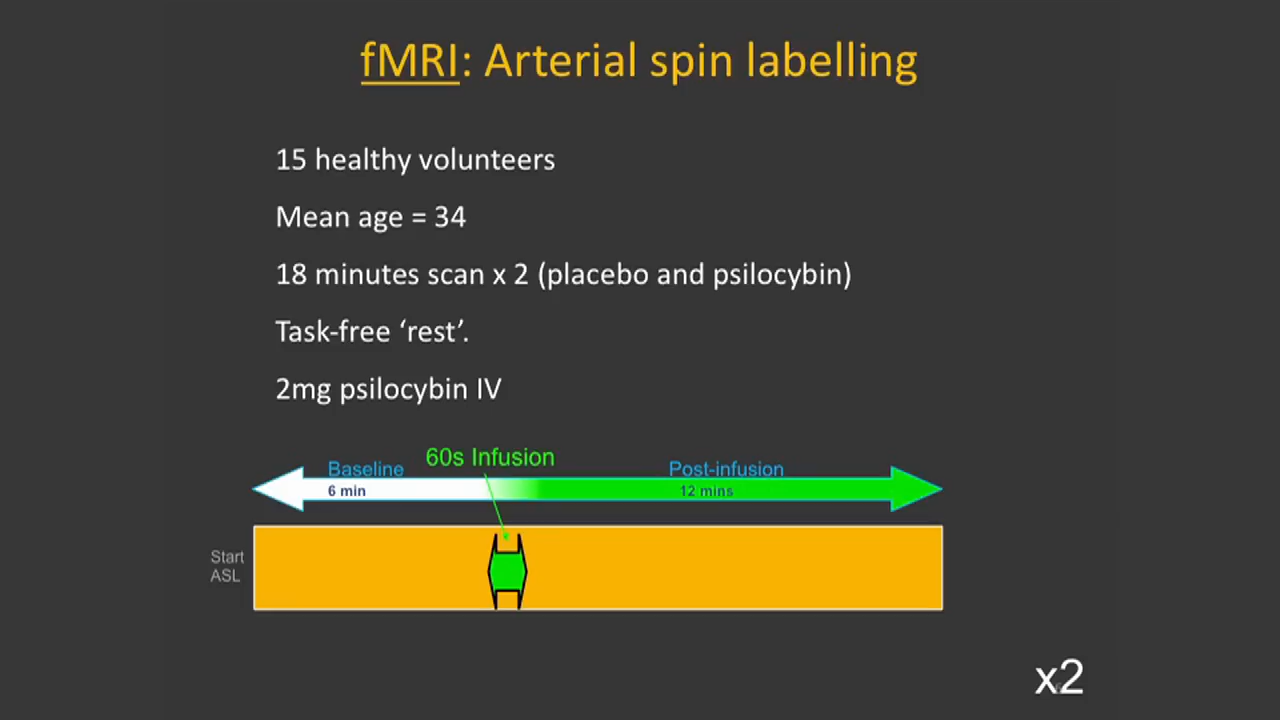 fMRI: Arterial spin labelling
15 healthy volunteers
Mean age = 34
18 minutes scan x 2 (placebo and psilocybin)
Task-free ‘rest’.
2mg psilocybin IV
60s Infusion
Baseline
Post-infusion
6 min
12 mins
Start
ASL
x2